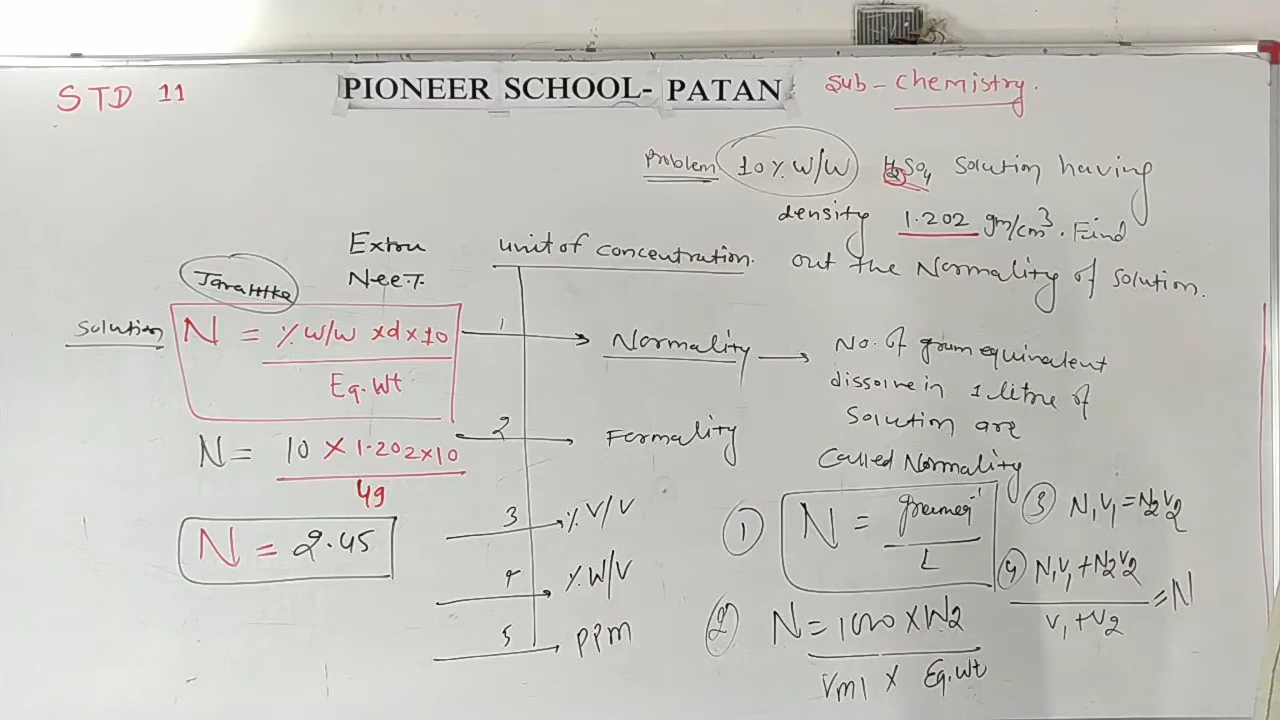 STD 11
PIONEER SCHOOL- PATAN
Sub - chemistry.
Problem 10% W/W H2SO4 solution having
density 1.202 gm/cm³. Find
out the Normality of solution.
Extra
NEET.
unit of concentration.
Solution
N = % W/W × d × 10
Eq. Wt
N = 10 × 1.202 × 10
49
N = 2.45
1 Normality → No. of gram equivalent
dissolve in 1 litre of
solution are
called Normality
2 Formality
3 % V/V
4 % W/V
5 PPM
① N =
L
② N = 1000 × W2
Vml × Eq. wt
③ N1V1 = N2V2
④ N1V1 + N2V2
V1 + V2
= N